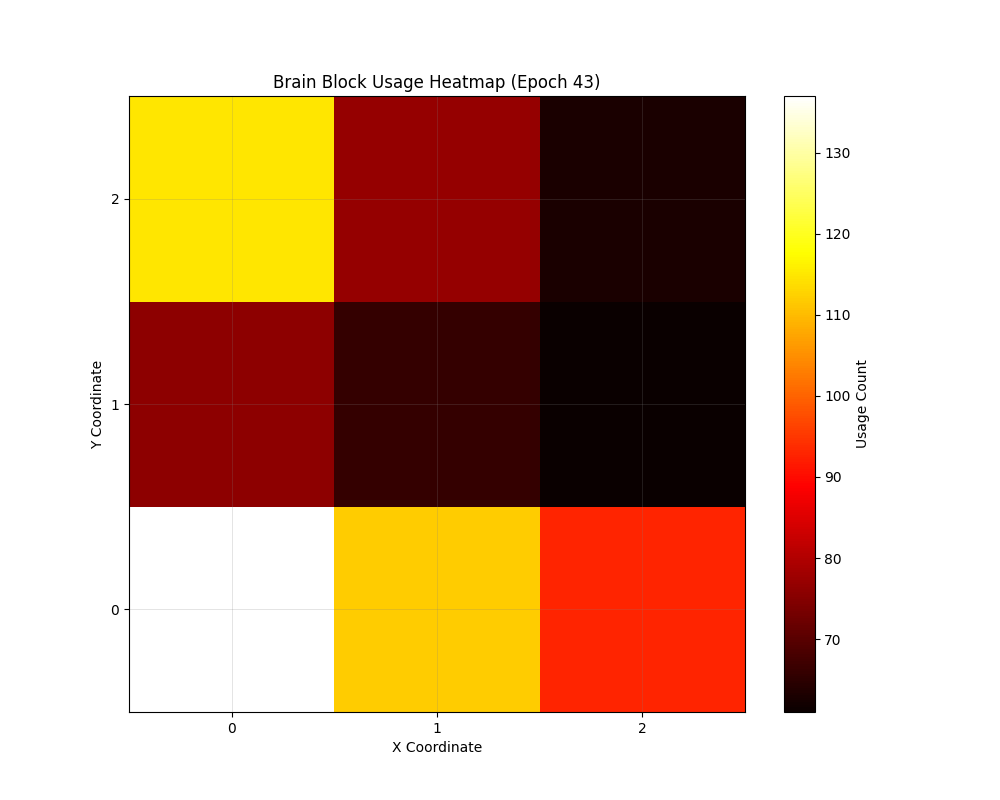 Brain Block Usage Heatmap (Epoch 43)
2
1
0
Y Coordinate
0 1 2
X Coordinate
130
120
110
100
90
80
70
Usage Count